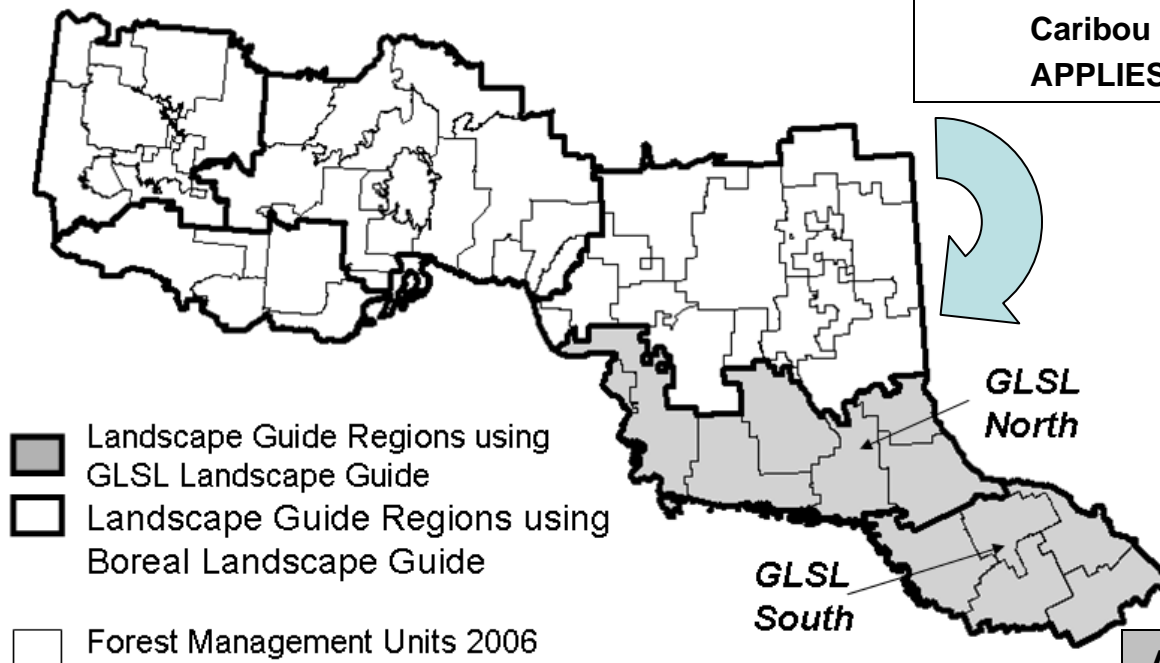 Caribou
APPLIES
GLSL
North
Landscape Guide Regions using
GLSL Landscape Guide
Landscape Guide Regions using
Boreal Landscape Guide
GLSL
South
Forest Management Units 2006